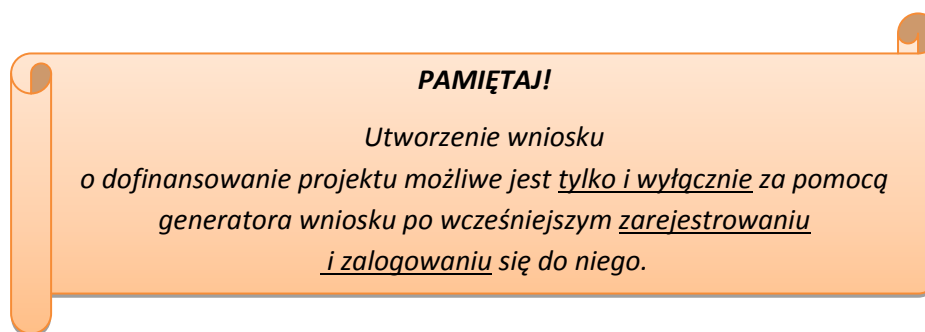 PAMIĘTAJ!
Utworzenie wniosku
o dofinansowanie projektu możliwe jest tylko i wyłącznie za pomocą
generatora wniosku po wcześniejszym zarejestrowaniu
i zalogowaniu się do niego.